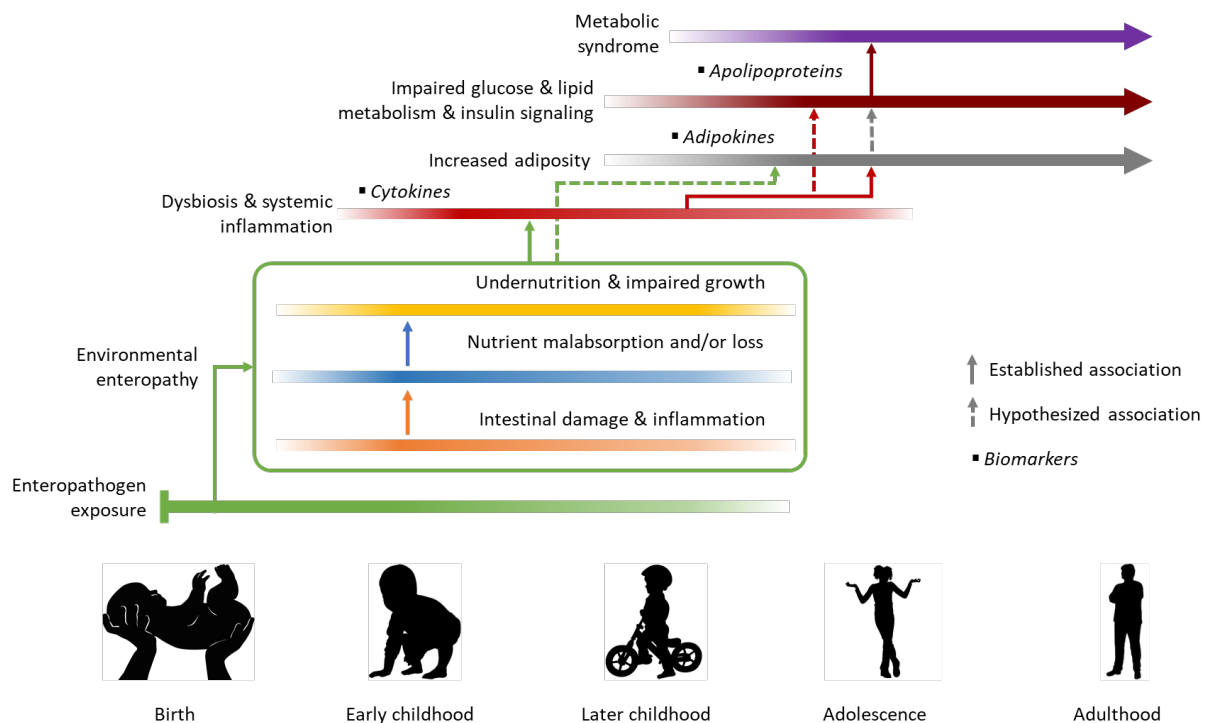 Metabolic
syndrome
▪ Apolipoproteins
Impaired glucose & lipid
metabolism & insulin signaling
▪ Adipokines
Increased adiposity
▪ Cytokines
Dysbiosis & systemic
inflammation
Undernutrition & impaired growth
Nutrient malabsorption and/or loss
Environmental
enteropathy
Intestinal damage & inflammation
Established association
Hypothesized association
▪ Biomarkers
Enteropathogen
exposure
Birth
Early childhood
Later childhood
Adolescence
Adulthood